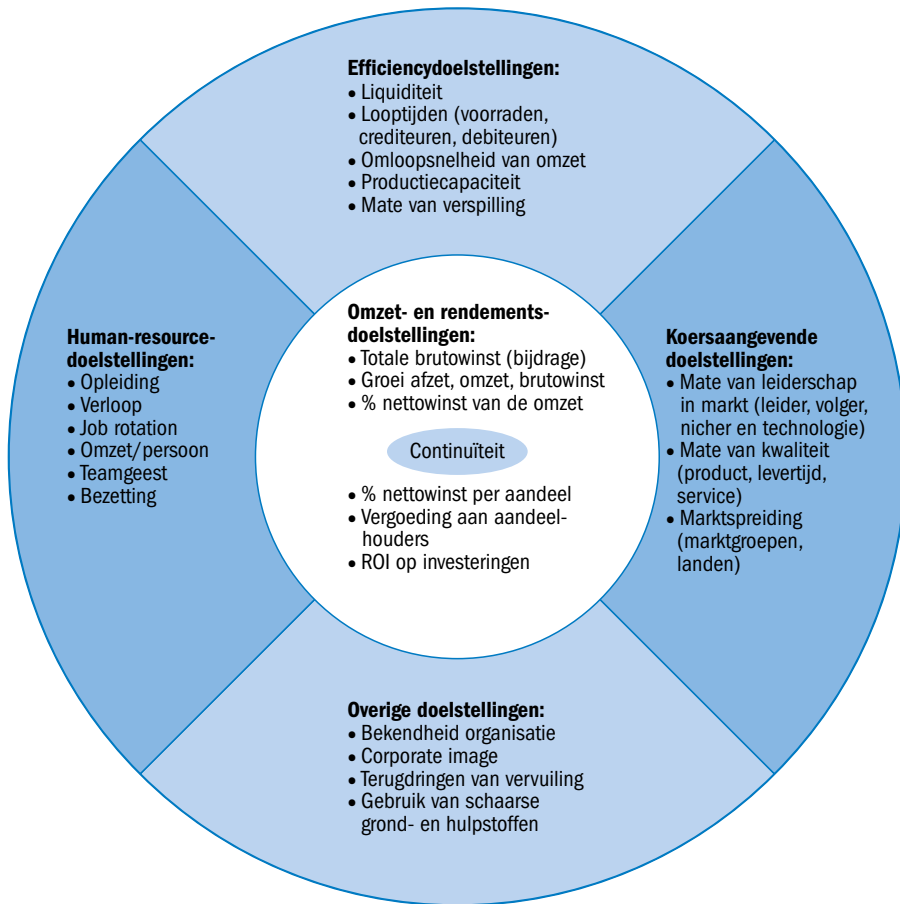 Efficiencydoelstellingen:
• Liquiditeit
• Looptijden (voorraden,
crediteuren, debiteuren)
• Omloopsnelheid van omzet
• Productiecapaciteit
• Mate van verspilling
Human-resource-
doelstellingen:
• Opleiding
• Verloop
• Job rotation
• Omzet/persoon
• Teamgeest
• Bezetting
Omzet- en rendements-
doelstellingen:
• Totale brutowinst (bijdrage)
• Groei afzet, omzet, brutowinst
• % nettowinst van de omzet
Continuïteit
• % nettowinst per aandeel
• Vergoeding aan aandeel-
houders
• ROI op investeringen
Koersaangevende
doelstellingen:
• Mate van leiderschap
in markt (leider, volger,
nicher en technologie)
• Mate van kwaliteit
(product, levertijd,
service)
• Marktspreiding
(marktgroepen,
landen)
Overige doelstellingen:
• Bekendheid organisatie
• Corporate image
• Terugdringen van vervuiling
• Gebruik van schaarse
grond- en hulpstoffen